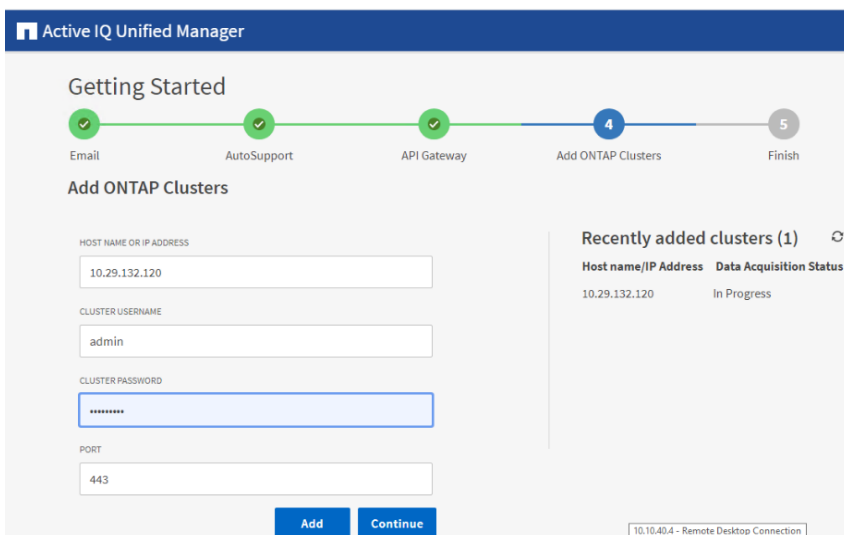 Active IQ Unified Manager
Getting Started
4
5
Email
AutoSupport
API Gateway
Add ONTAP Clusters
Finish
Add ONTAP Clusters
HOST NAME OR IP ADDRESS
10.29.132.120
CLUSTER USERNAME
admin
CLUSTER PASSWORD
•••••••••
PORT
443
Add
Continue
Recently added clusters (1)
Host name/IP Address Data Acquisition Status
10.29.132.120 In Progress
10.10.40.4 - Remote Desktop Connection